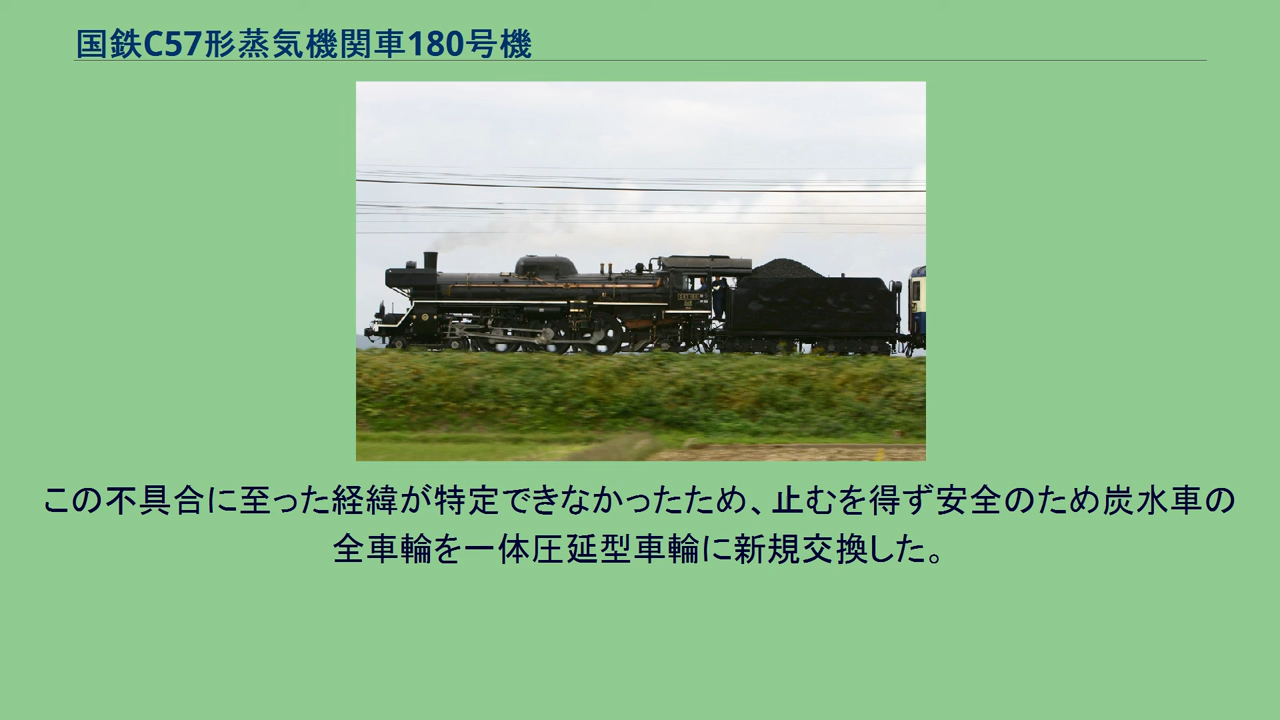 国鉄C57形蒸気機関車180号機
この不具合に至った経緯が特定できなかったため、止むを得ず安全のため炭水車の
全車輪を一体圧延型車輪に新規交換した。